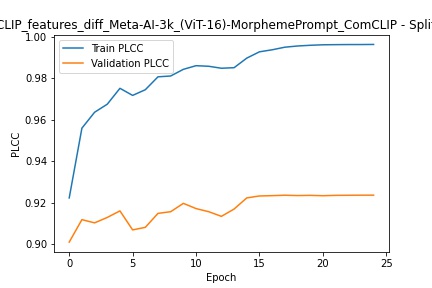 CLIP_features_diff_Meta-AI-3k_(ViT-16)-MorphemePrompt_ComCLIP - Split
1.00
0.98
0.96
0.94
0.92
0.90
PLCC
Train PLCC
Validation PLCC
0 5 10 15 20 25
Epoch